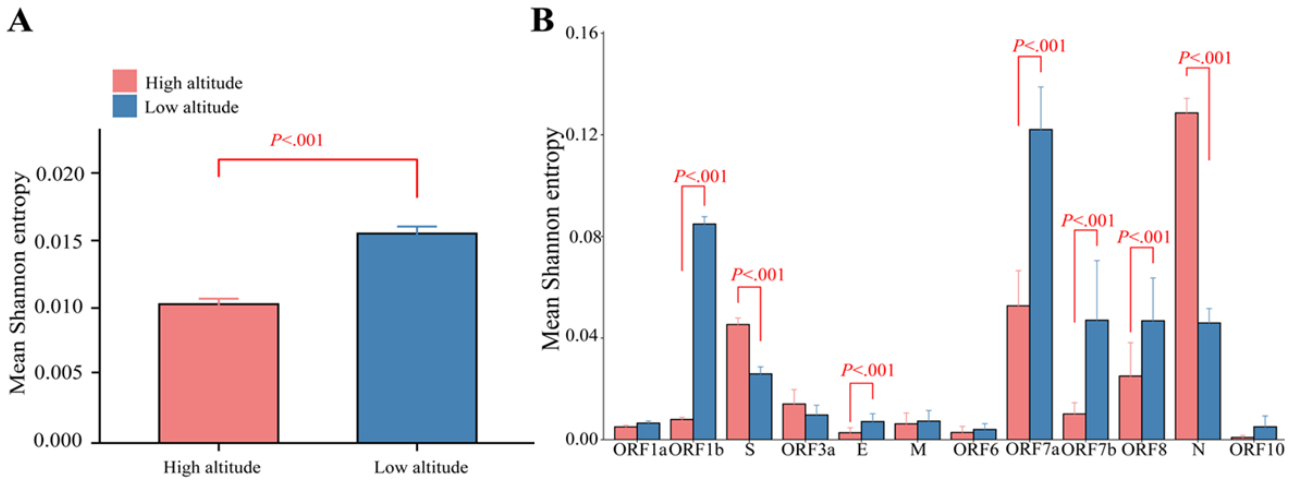 A
High altitude
Low altitude
P<.001
Mean Shannon entropy
0.020
0.015
0.010
0.005
0.000
High altitude
Low altitude
B
Mean Shannon entropy
0.16
0.12
0.08
0.04
0.00
P<.001
P<.001
P<.001
P<.001
P<.001
P<.001
P<.001
ORF1a ORF1b S ORF3a E M ORF6 ORF7a ORF7b ORF8 N ORF10